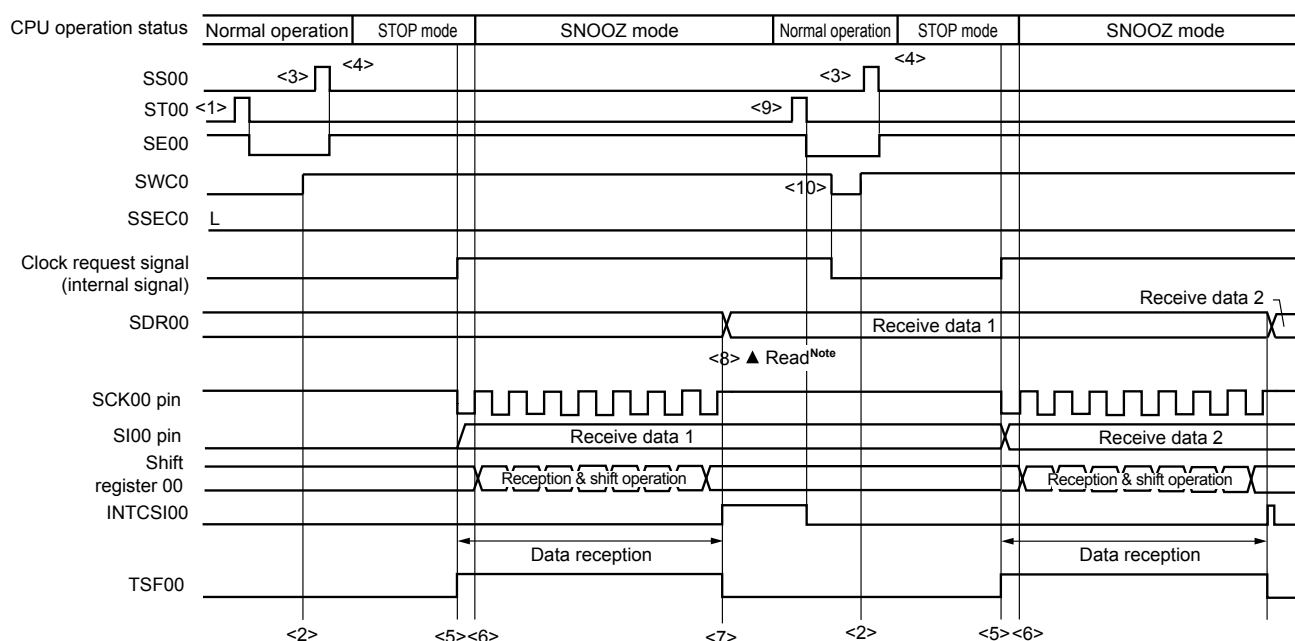 CPU operation status Normal operation STOP mode SNOOZ mode Normal operation STOP mode SNOOZ mode
SS00 <3> <4> <3> <4>
ST00 <1> <9>
SE00
SWC0 <10>
SSEC0 L
Clock request signal
(internal signal)
Receive data 2
SDR00 Receive data 1
<8> ▲ ReadNote
SCK00 pin
SI00 pin Receive data 1 Receive data 2
Shift
register 00 Reception & shift operation Reception & shift operation
INTCSI00
Data reception Data reception
TSF00
<2> <5><6> <7> <2> <5><6>